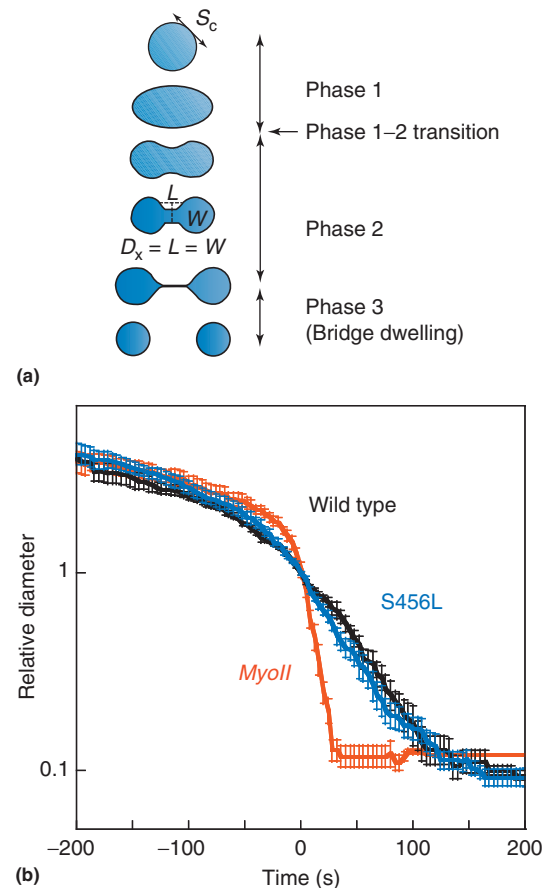 S_c
Phase 1
Phase 1–2 transition
L
W
D_x = L = W
Phase 2
Phase 3
(Bridge dwelling)
(a)
Wild type
S456L
MyoII
Relative diameter
1
0.1
−200 −100 0 100 200
Time (s)
(b)